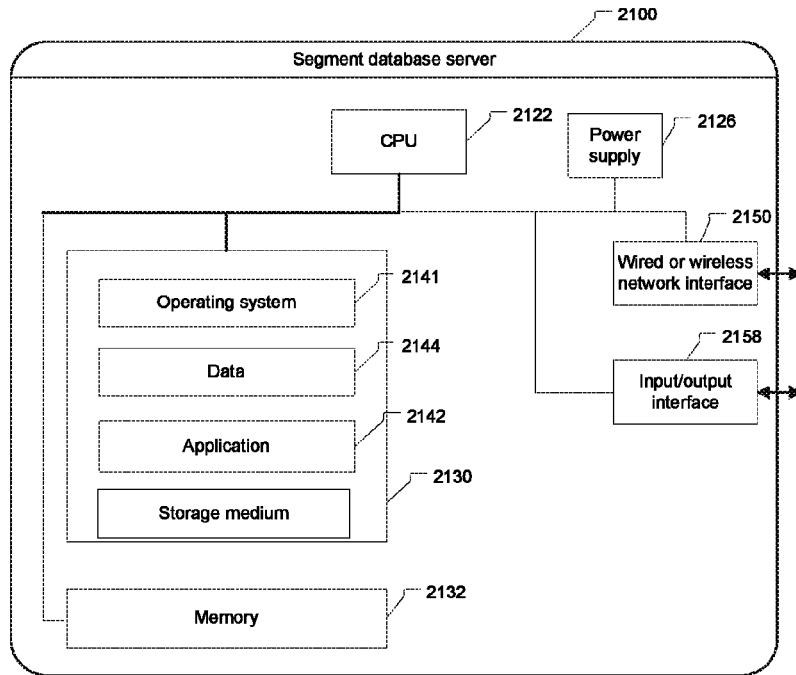 2100
Segment database server
CPU
2122
Power
supply
2126
2150
Wired or wireless
network interface
Operating system
2141
Data
2144
2158
Input/output
interface
Application
2142
2130
Storage medium
Memory
2132